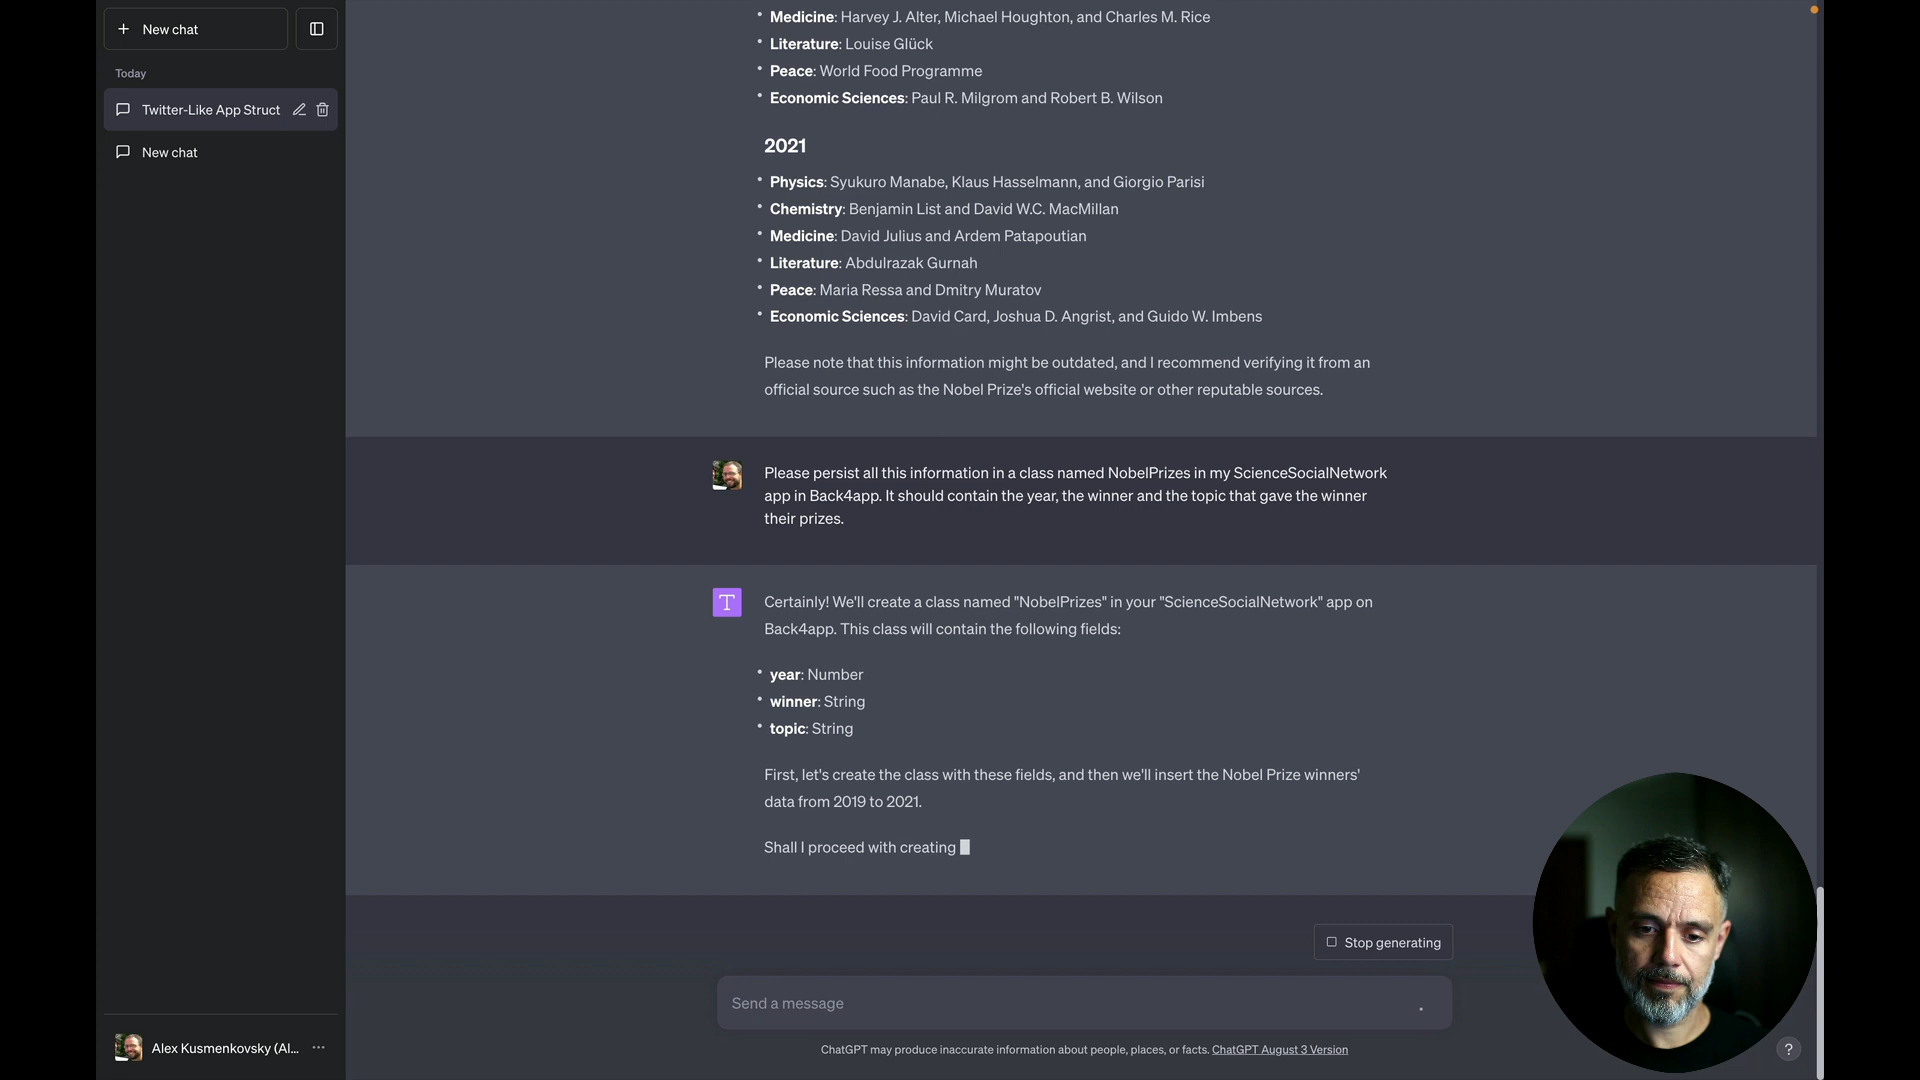 New chat
Today
Twitter-Like App Struct
New chat
Medicine: Harvey J. Alter, Michael Houghton, and Charles M. Rice
Literature: Louise Glück
Peace: World Food Programme
Economic Sciences: Paul R. Milgrom and Robert B. Wilson
2021
Physics: Syukuro Manabe, Klaus Hasselmann, and Giorgio Parisi
Chemistry: Benjamin List and David W.C. MacMillan
Medicine: David Julius and Ardem Patapoutian
Literature: Abdulrazak Gurnah
Peace: Maria Ressa and Dmitry Muratov
Economic Sciences: David Card, Joshua D. Angrist, and Guido W. Imbens
Please note that this information might be outdated, and I recommend verifying it from an
official source such as the Nobel Prize's official website or other reputable sources.
Please persist all this information in a class named NobelPrizes in my ScienceSocialNetwork
app in Back4app. It should contain the year, the winner and the topic that gave the winner
their prizes.
T
Certainly! We'll create a class named "NobelPrizes" in your "ScienceSocialNetwork" app on
Back4app. This class will contain the following fields:
year: Number
winner: String
topic: String
First, let's create the class with these fields, and then we'll insert the Nobel Prize winners'
data from 2019 to 2021.
Shall I proceed with creating
Stop generating
Send a message
ChatGPT may produce inaccurate information about people, places, or facts. ChatGPT August 3 Version
Alex Kusmenkovsky (Al...
?